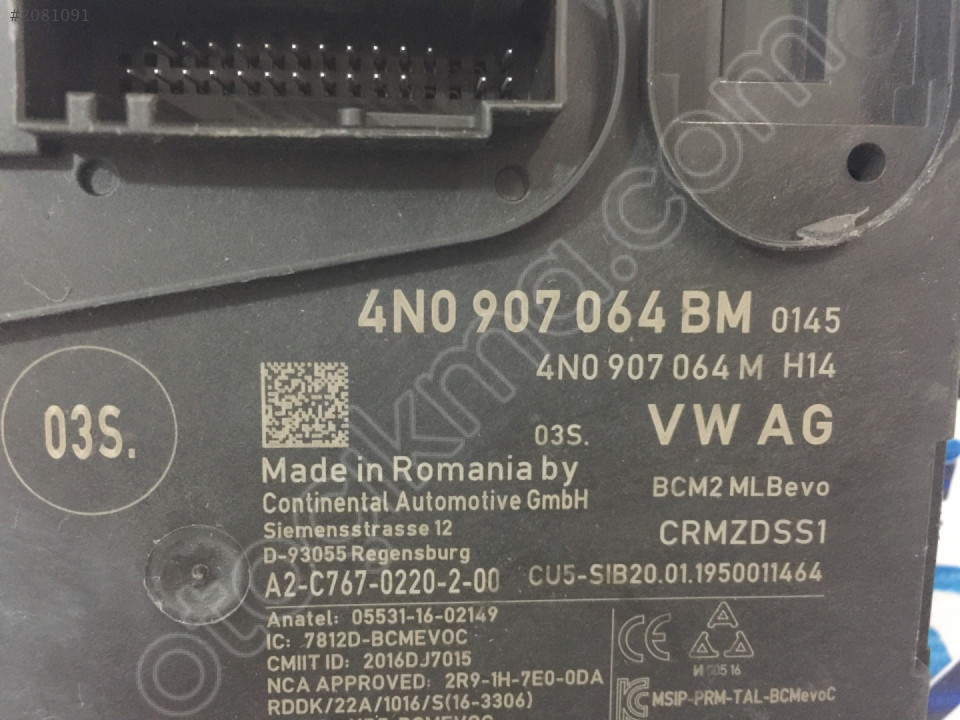 #2081091
4N0 907 064 BM 0145
4N0 907 064 M H14
03S.
03S. VW AG
Made in Romania by
Continental Automotive GmbH
BCM2 MLBevo
Siemensstrasse 12
CRMZDSS1
D-93055 Regensburg
A2-C767-0220-2-00
CU5-SIB20.01.1950011464
Anatel: 05531-16-02149
IC: 7812D-BCMEVOC
CMIIT ID: 2016DJ7015
NCA APPROVED: 2R9-1H-7E0-0DA
RDDK/22A/1016/S(16-3306)
CE
MSIP-PRM-TAL-BCMevoC
otocikma.com